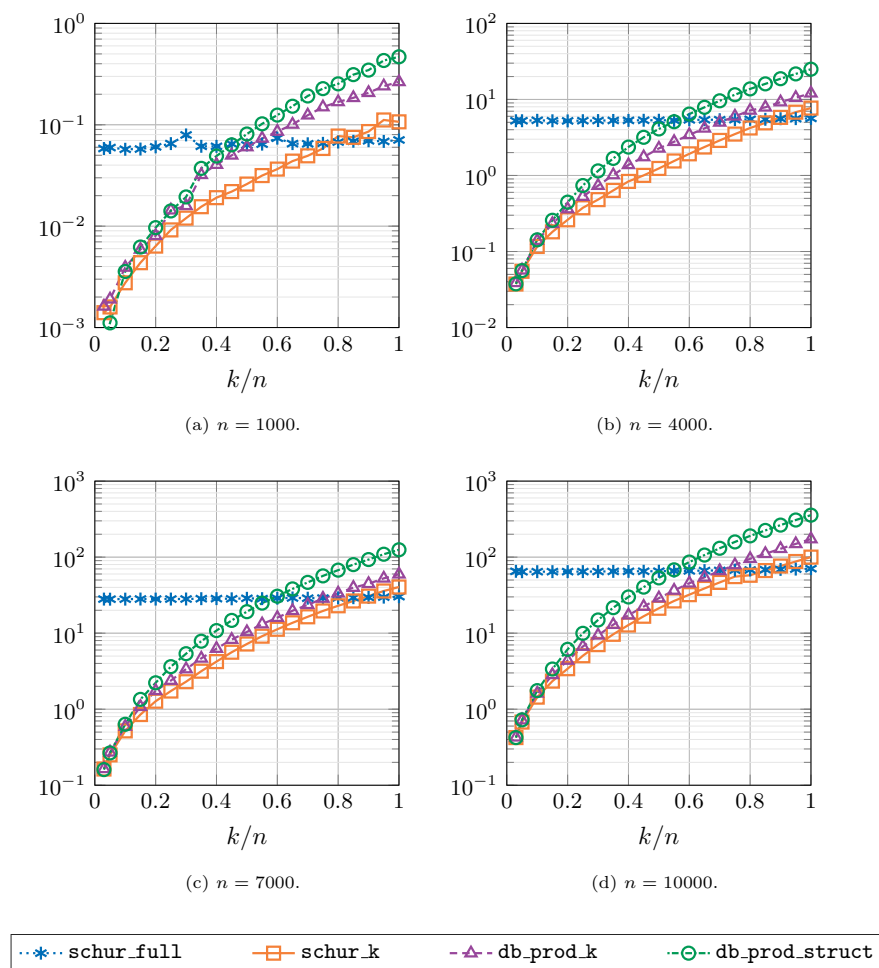 10^0
10^-1
10^-2
10^-3
0 0.2 0.4 0.6 0.8 1
k/n
(a) n = 1000.
10^2
10^1
10^0
10^-1
10^-2
0 0.2 0.4 0.6 0.8 1
k/n
(b) n = 4000.
10^3
10^2
10^1
10^0
10^-1
0 0.2 0.4 0.6 0.8 1
k/n
(c) n = 7000.
10^3
10^2
10^1
10^0
10^-1
0 0.2 0.4 0.6 0.8 1
k/n
(d) n = 10000.
schur_full schur_k db_prod_k db_prod_struct